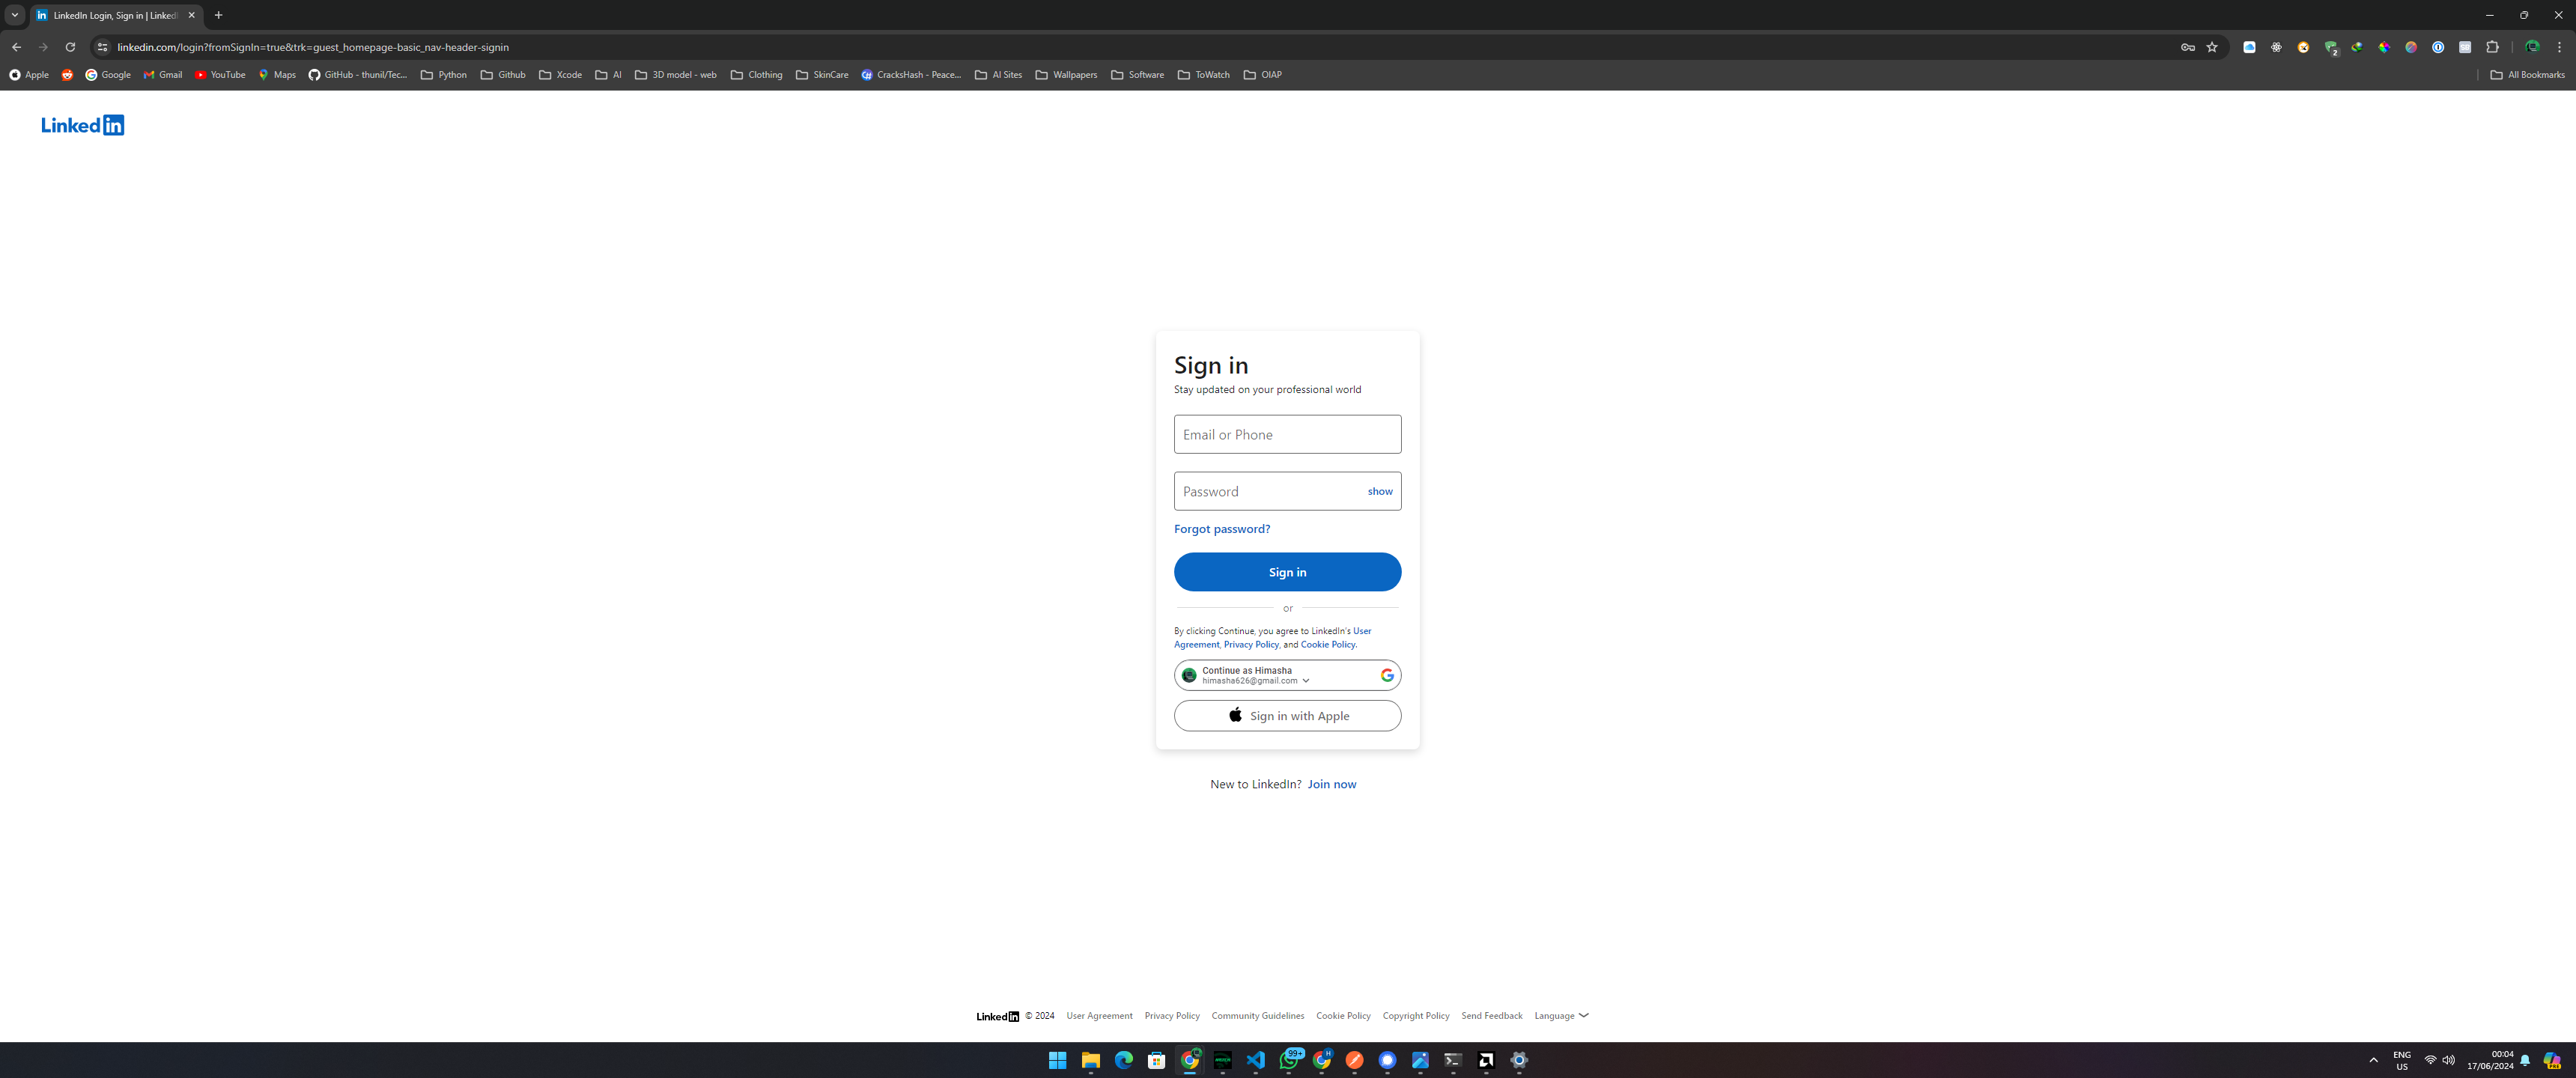 LinkedIn Login, Sign in | Linked
linkedin.com/login?fromSignIn=true&trk=guest_homepage-basic_nav-header-signin
2
Apple
Google
Gmail
YouTube
Maps
GitHub - thunil/Tec...
Python
Github
Xcode
AI
3D model - web
Clothing
SkinCare
CracksHash - Peace...
AI Sites
Wallpapers
Software
ToWatch
OIAP
All Bookmarks
Linkedin
Sign in
Stay updated on your professional world
Email or Phone
Password show
Forgot password?
Sign in
or
By clicking Continue, you agree to LinkedIn's User
Agreement, Privacy Policy, and Cookie Policy.
Continue as Himasha
himasha626@gmail.com
Sign in with Apple
New to LinkedIn? Join now
Linkedin © 2024 User Agreement Privacy Policy Community Guidelines Cookie Policy Copyright Policy Send Feedback Language
99+
H
ENG
US
00:04
17/06/2024
PRE